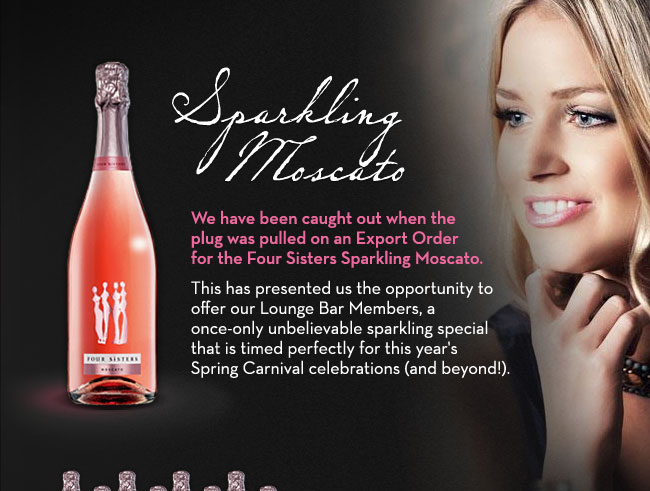 Sparkling
Moscato
We have been caught out when the
plug was pulled on an Export Order
for the Four Sisters Sparkling Moscato.
This has presented us the opportunity to
offer our Lounge Bar Members, a
once-only unbelievable sparkling special
that is timed perfectly for this year's
Spring Carnival celebrations (and beyond!).
FOUR SISTERS
FOUR SISTERS
MOSCATO